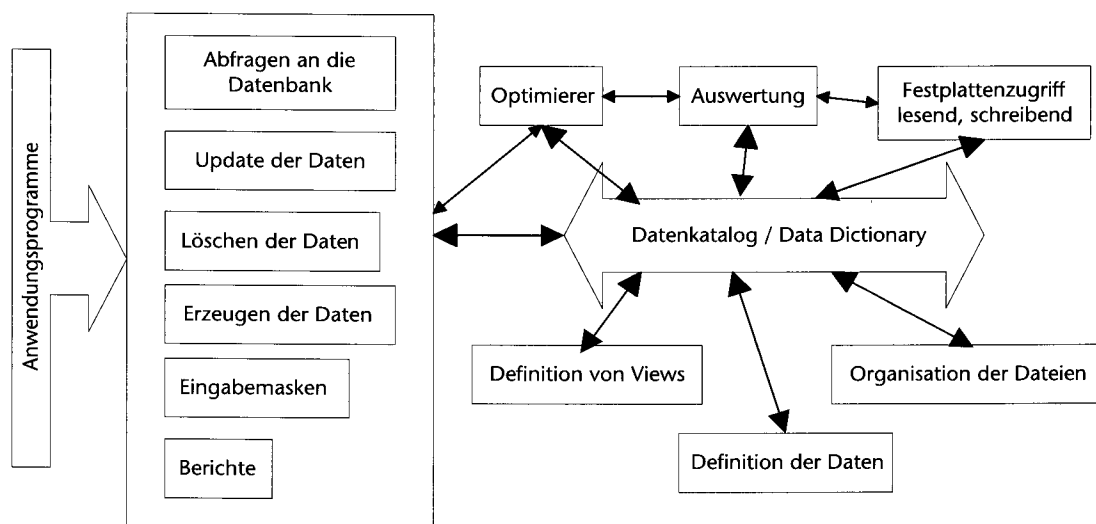 Anwendungsprogramme
Abfragen an die
Datenbank
Update der Daten
Löschen der Daten
Erzeugen der Daten
Eingabemasken
Berichte
Optimierer
Auswertung
Festplattenzugriff
lesend, schreibend
Datenkatalog / Data Dictionary
Definition von Views
Organisation der Dateien
Definition der Daten